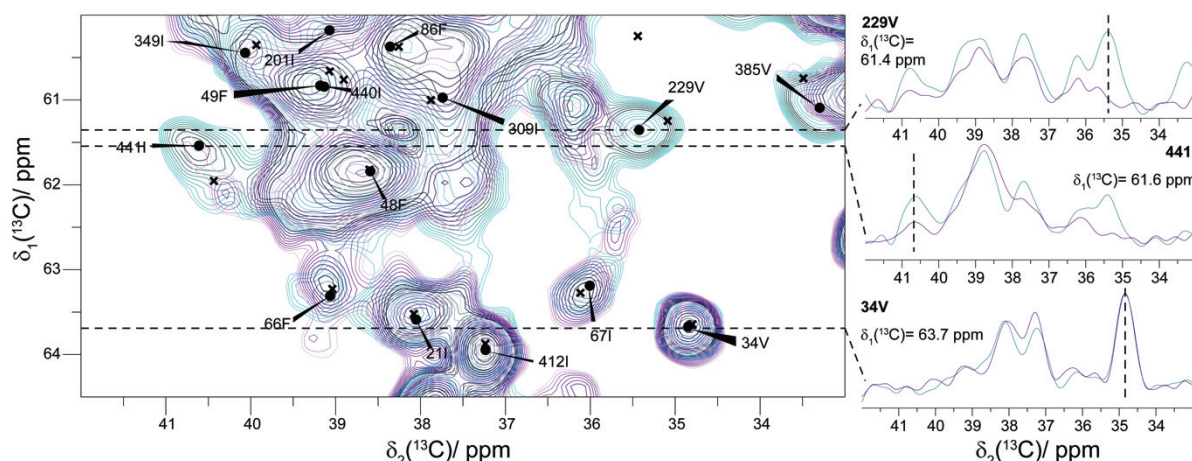 349I
201I
86F
49F
440I
309I
229V
385V
441I
48F
66F
21I
412I
67I
34V
61
62
63
64
δ₁(¹³C)/ ppm
41 40 39 38 37 36 35 34
δ₂(¹³C)/ ppm
229V
δ₁(¹³C)=
61.4 ppm
41 40 39 38 37 36 35 34
441
δ₁(¹³C)= 61.6 ppm
41 40 39 38 37 36 35 34
34V
δ₁(¹³C)= 63.7 ppm
41 40 39 38 37 36 35 34
δ₂(¹³C)/ ppm